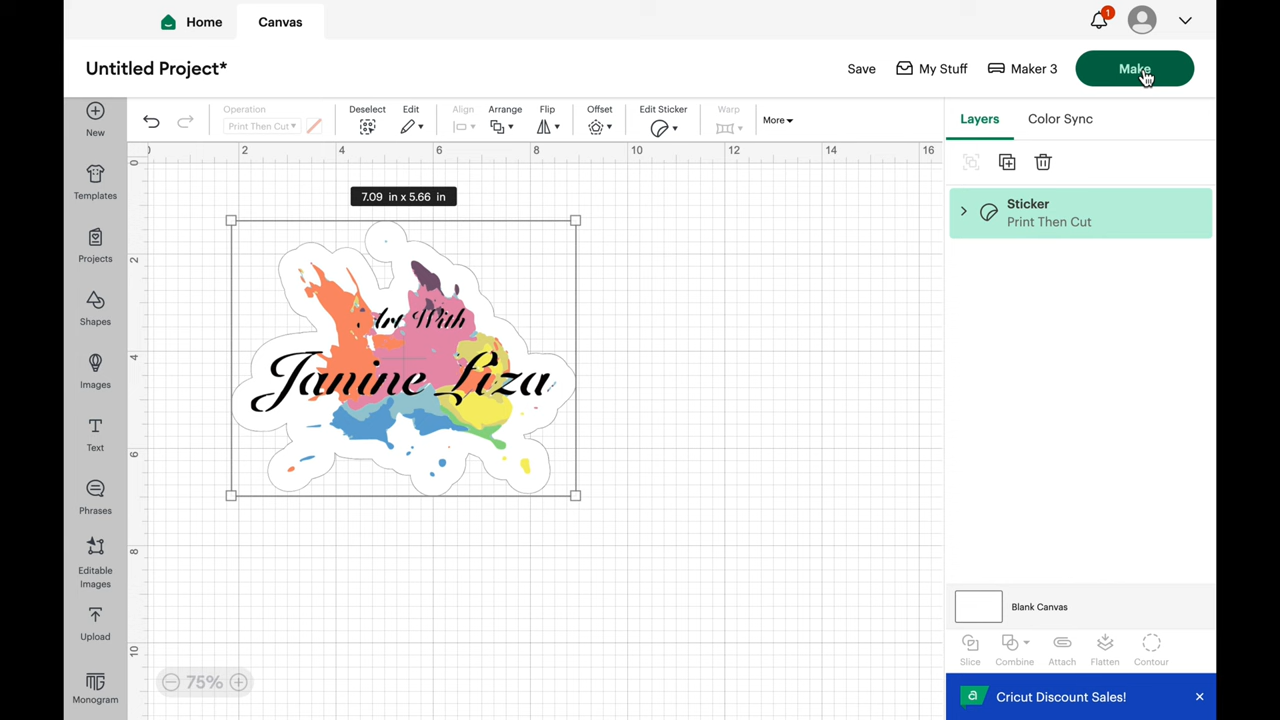 Home
Canvas
1
Untitled Project*
Save
My Stuff
Maker 3
Make
Operation
Print Then Cut
Deselect
Edit
Align
Arrange
Flip
Offset
Edit Sticker
Warp
More
New
Templates
Projects
Shapes
Images
Text
Phrases
Editable
Images
Upload
Monogram
2 4 6 8 10 12 14 16
0
2
4
6
8
10
7.09 in x 5.66 in
Art With
Janine Liza
75%
Layers
Color Sync
Sticker
Print Then Cut
Blank Canvas
Slice
Combine
Attach
Flatten
Contour
a
Cricut Discount Sales!